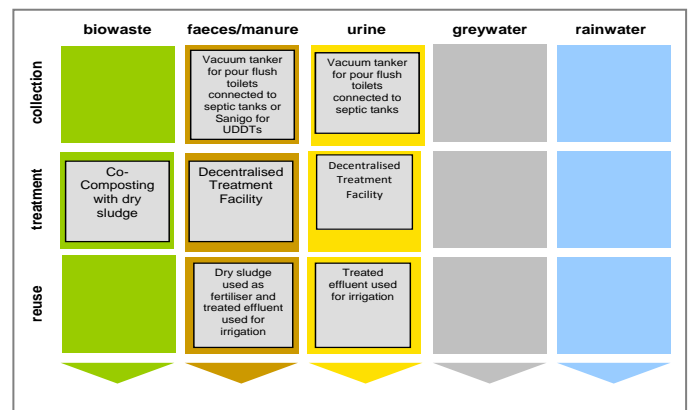 biowaste faeces/manure urine greywater rainwater
collection
Vacuum tanker
for pour flush
toilets
connected to
septic tanks or
Sanigo for
UDDTs
Vacuum tanker
for pour flush
toilets
connected to
septic tanks
treatment
Co-
Composting
with dry
sludge
Decentralised
Treatment
Facility
Decentralised
Treatment
Facility
reuse
Dry sludge
used as
fertiliser and
treated effluent
used for
irrigation
Treated
effluent used
for irrigation